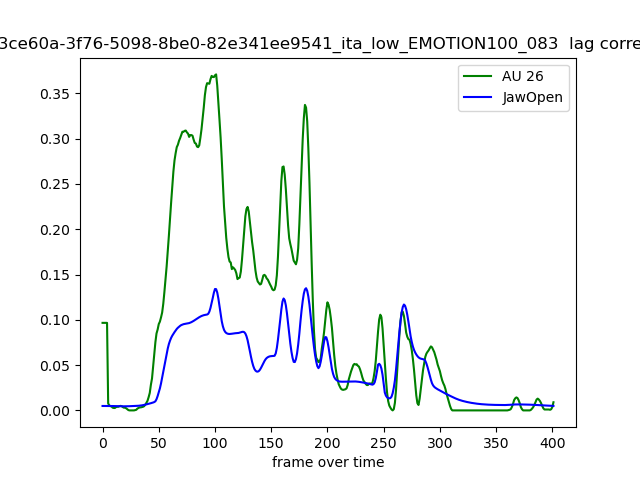 3ce60a-3f76-5098-8be0-82e341ee9541_ita_low_EMOTION100_083 lag corre
AU 26
JawOpen
0.35
0.30
0.25
0.20
0.15
0.10
0.05
0.00
0 50 100 150 200 250 300 350 400
frame over time